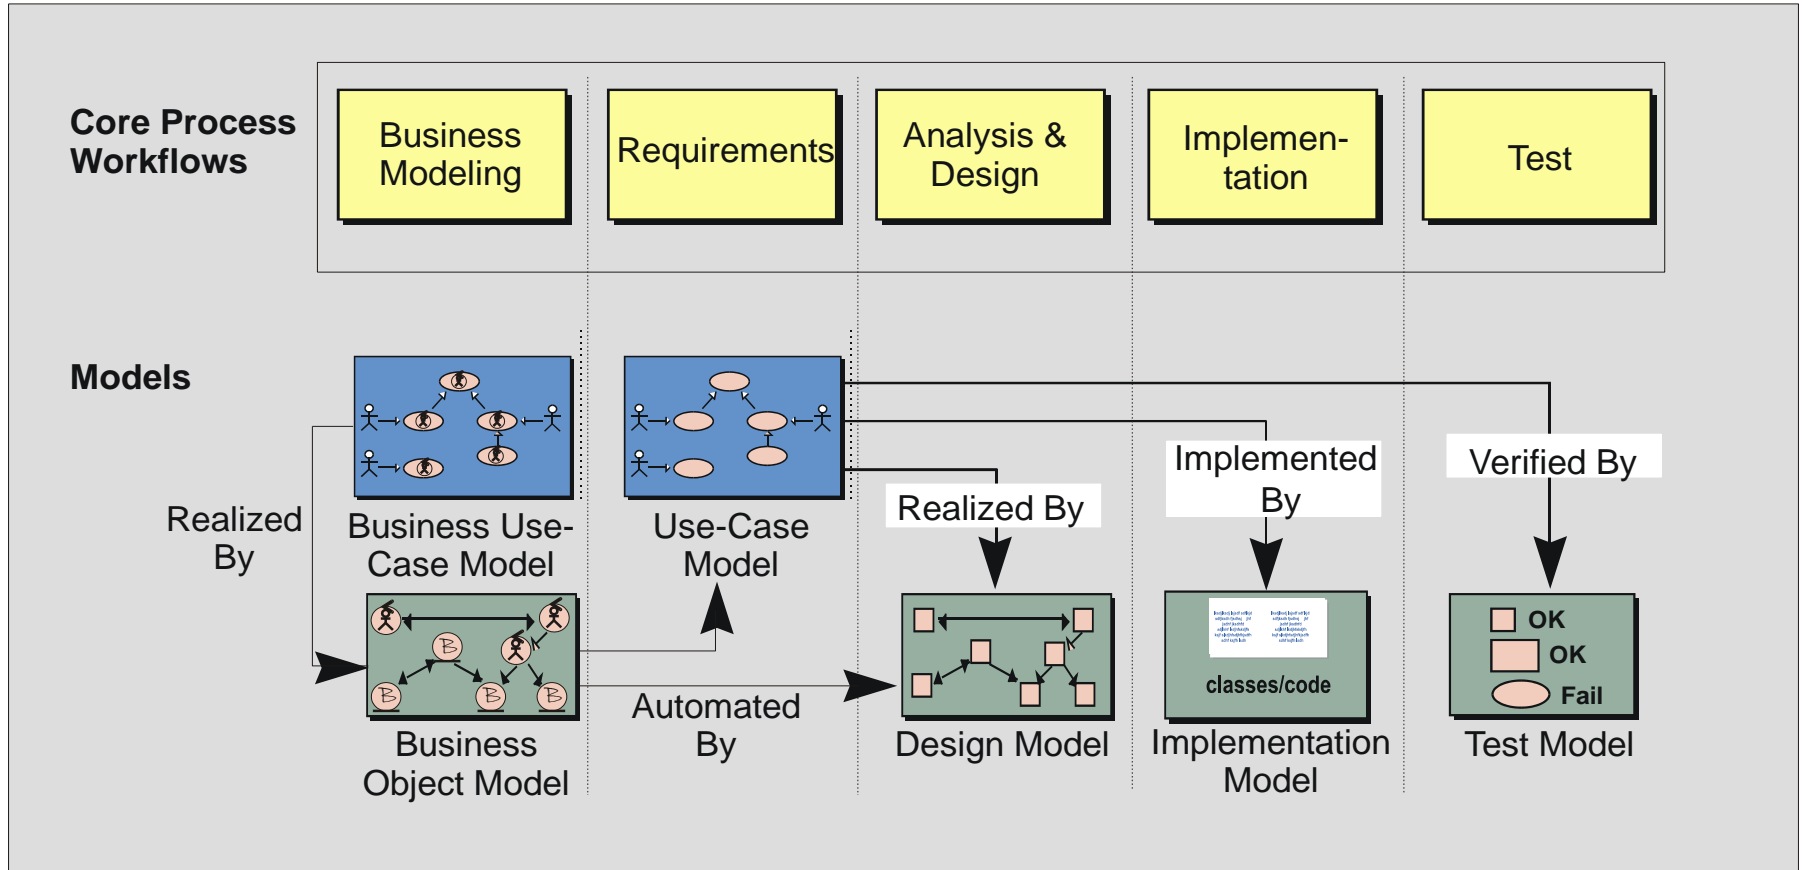 Core Process
Workflows
Business
Modeling
Requirements
Analysis &
Design
Implemen-
tation
Test
Models
Realized
By
Business Use-
Case Model
Use-Case
Model
Realized By
Implemented
By
Verified By
B
B
B
B
Business
Object Model
Automated
By
Design Model
classes/code
Implementation
Model
OK
OK
Fail
Test Model